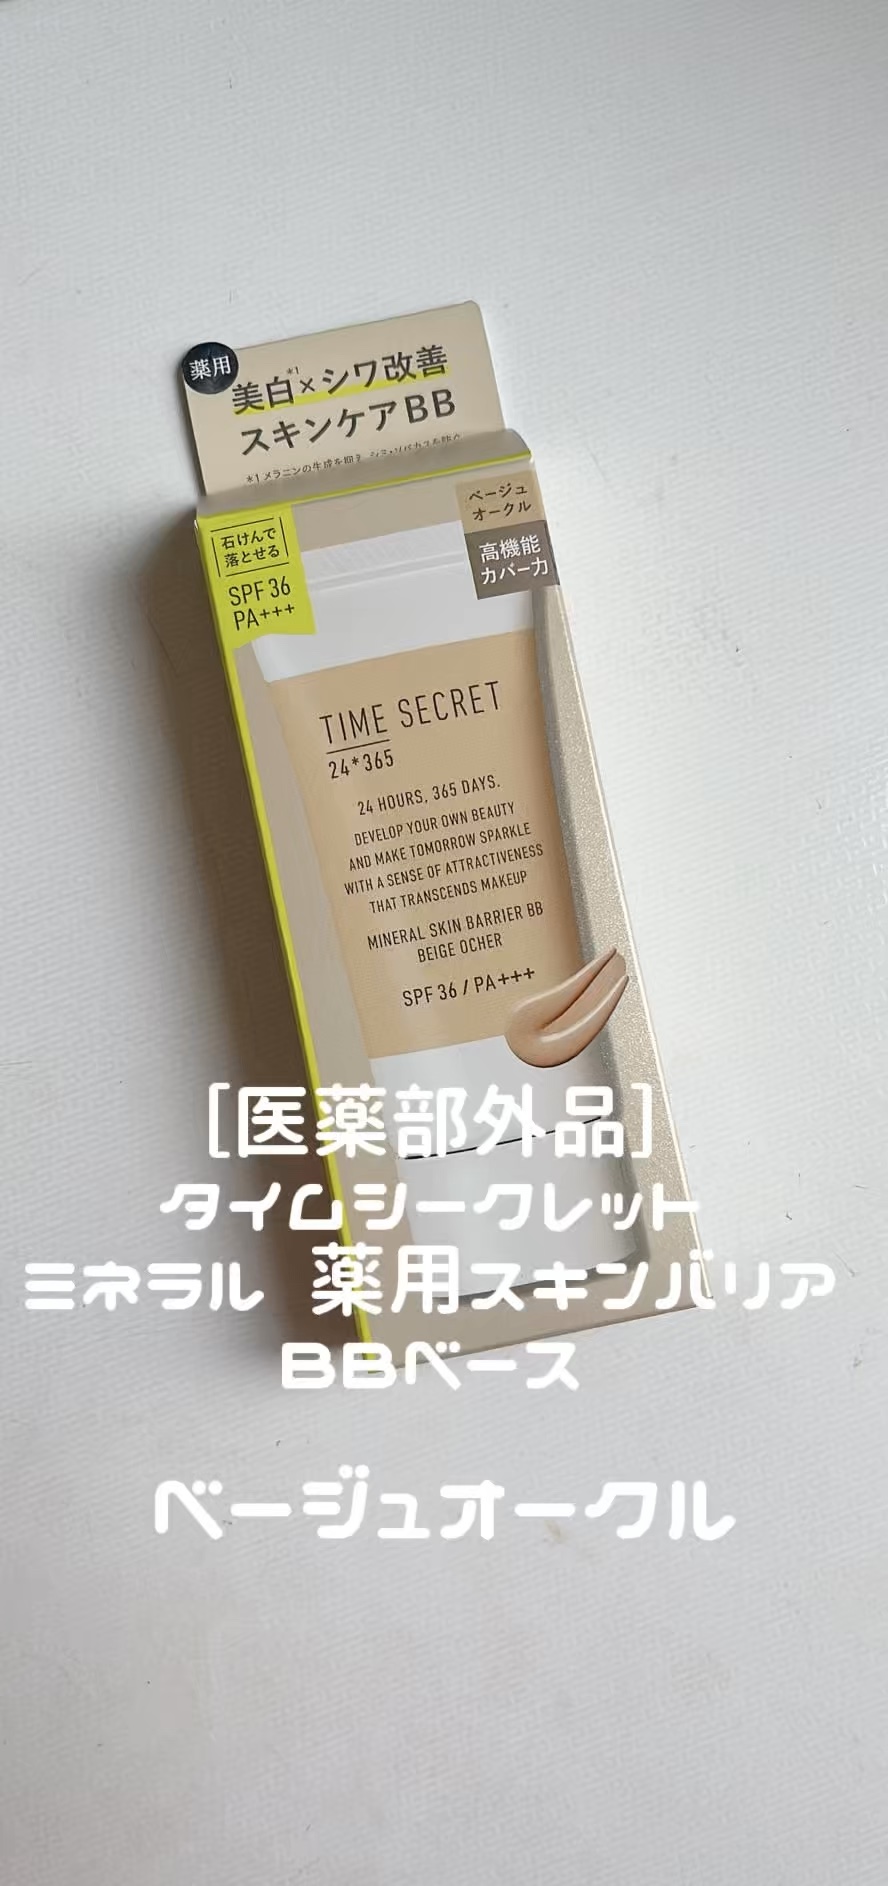 薬用
美白*1×シワ改善
スキンケアBB
*1 メラニンの生成を抑え、シミ・ソバカスを防ぐ
石けんで
落とせる
SPF 36
PA+++
ベージュ
オークル
高機能
カバー力
TIME SECRET
24*365
24 HOURS, 365 DAYS.
DEVELOP YOUR OWN BEAUTY
AND MAKE TOMORROW SPARKLE
WITH A SENSE OF ATTRACTIVENESS
THAT TRANSCENDS MAKEUP
MINERAL SKIN BARRIER BB
BEIGE OCHER
SPF 36 / PA+++
[医薬部外品]
タイムシークレット
ミネラル 薬用スキンバリア
BBベース
ベージュオークル